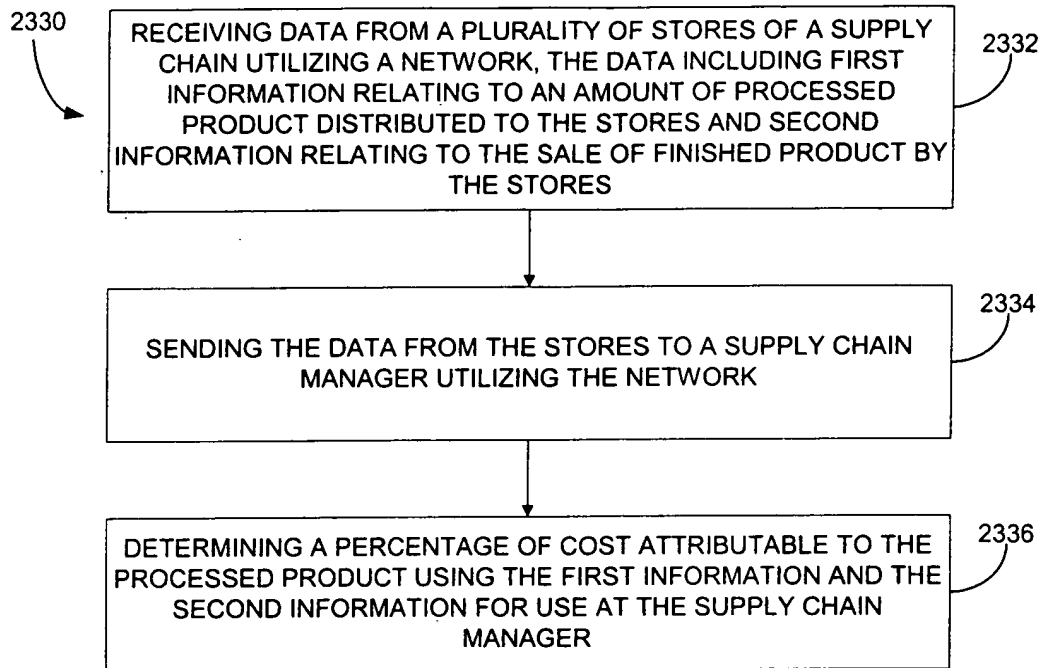 2330
RECEIVING DATA FROM A PLURALITY OF STORES OF A SUPPLY
CHAIN UTILIZING A NETWORK, THE DATA INCLUDING FIRST
INFORMATION RELATING TO AN AMOUNT OF PROCESSED
PRODUCT DISTRIBUTED TO THE STORES AND SECOND
INFORMATION RELATING TO THE SALE OF FINISHED PRODUCT BY
THE STORES
2332
SENDING THE DATA FROM THE STORES TO A SUPPLY CHAIN
MANAGER UTILIZING THE NETWORK
2334
DETERMINING A PERCENTAGE OF COST ATTRIBUTABLE TO THE
PROCESSED PRODUCT USING THE FIRST INFORMATION AND THE
SECOND INFORMATION FOR USE AT THE SUPPLY CHAIN
MANAGER
2336